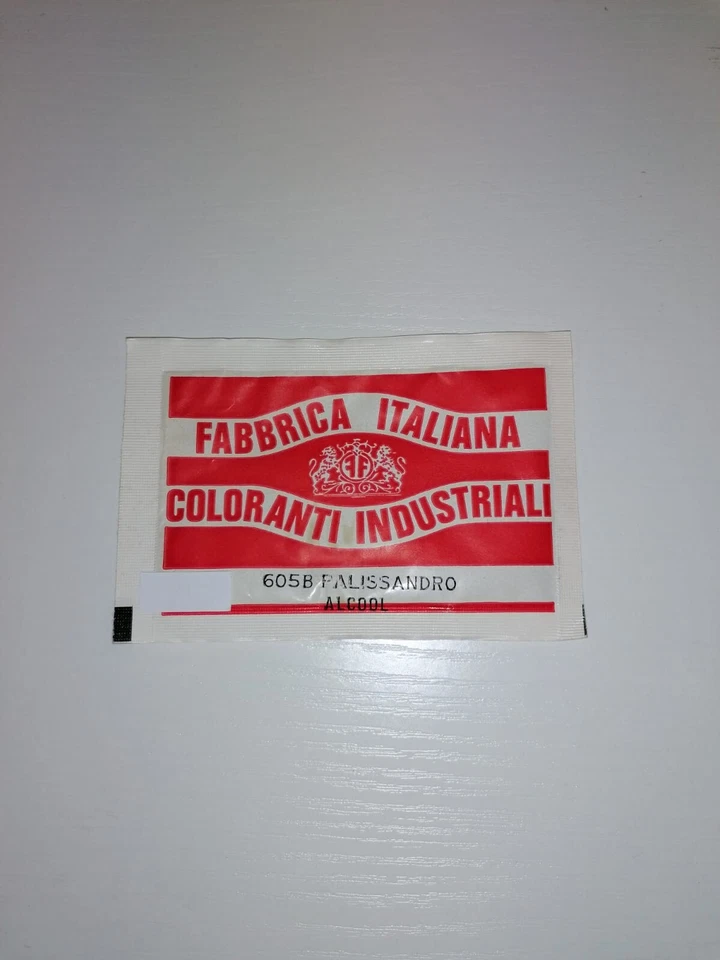 FABBRICA ITALIANA
COLORANTI INDUSTRIALI
605B PALISSANDRO
ALCOOL